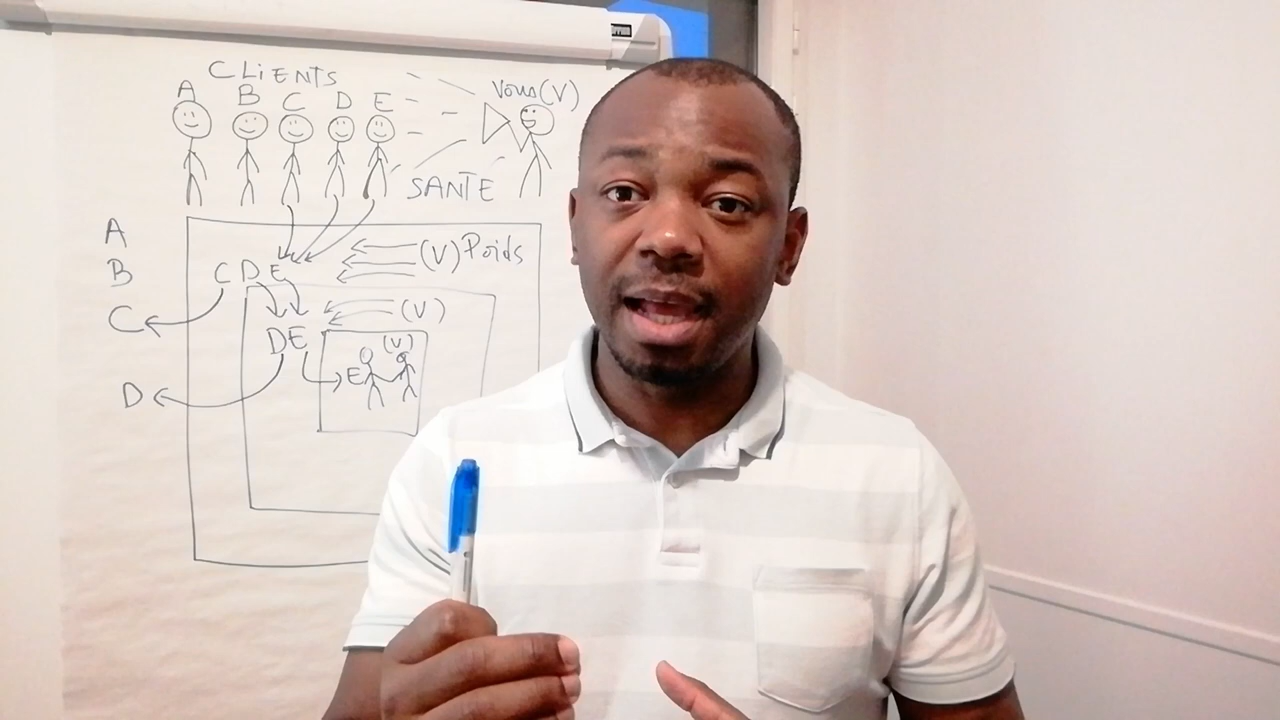 CLiENTS
A B C D E Vous(V)
SANTE
A
B
C D E (V) Poids
C
(V)
D E
(V)
E
D